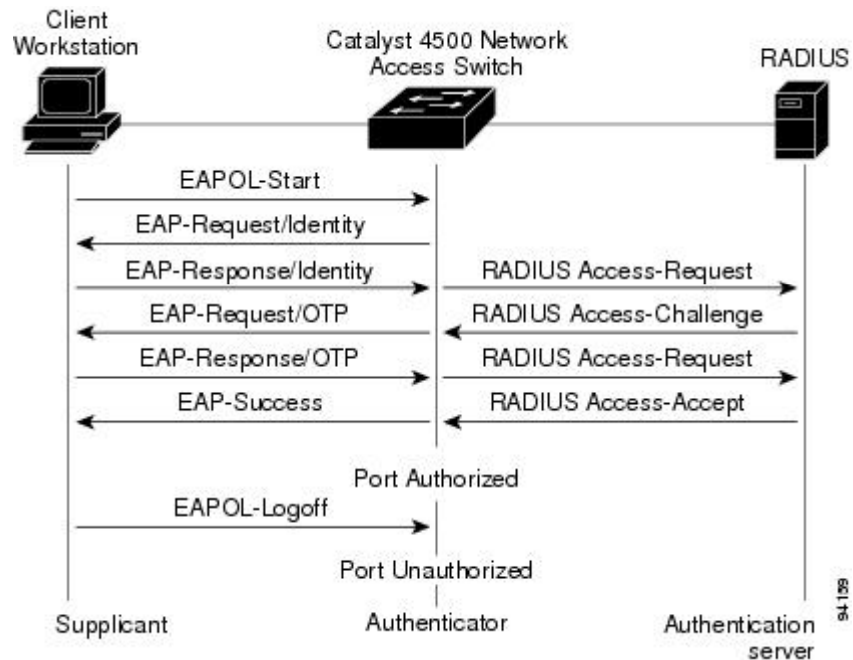 Client
Workstation
Catalyst 4500 Network
Access Switch
RADIUS
EAPOL-Start
EAP-Request/Identity
EAP-Response/Identity
RADIUS Access-Request
EAP-Request/OTP
RADIUS Access-Challenge
EAP-Response/OTP
RADIUS Access-Request
EAP-Success
RADIUS Access-Accept
Port Authorized
EAPOL-Logoff
Port Unauthorized
Supplicant
Authenticator
Authentication
server
94159